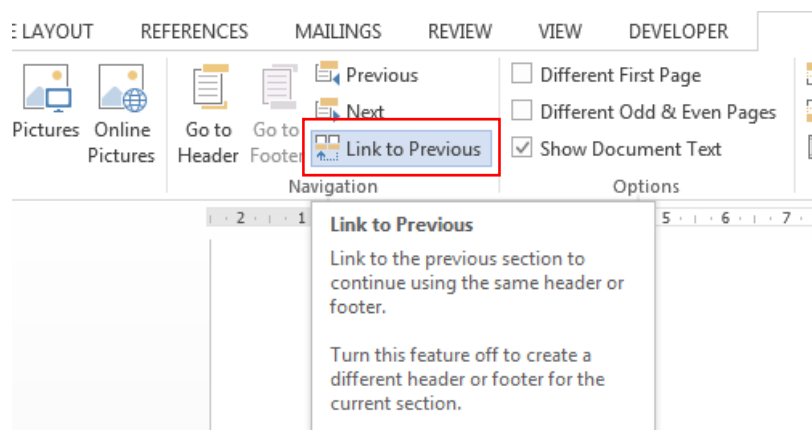 E LAYOUT REFERENCES MAILINGS REVIEW VIEW DEVELOPER
Previous Different First Page
Next Different Odd & Even Pages
Pictures Online Go to Go to Link to Previous Show Document Text
Pictures Header Footer
Navigation Options
2 1 5 6 7
Link to Previous
Link to the previous section to
continue using the same header or
footer.
Turn this feature off to create a
different header or footer for the
current section.